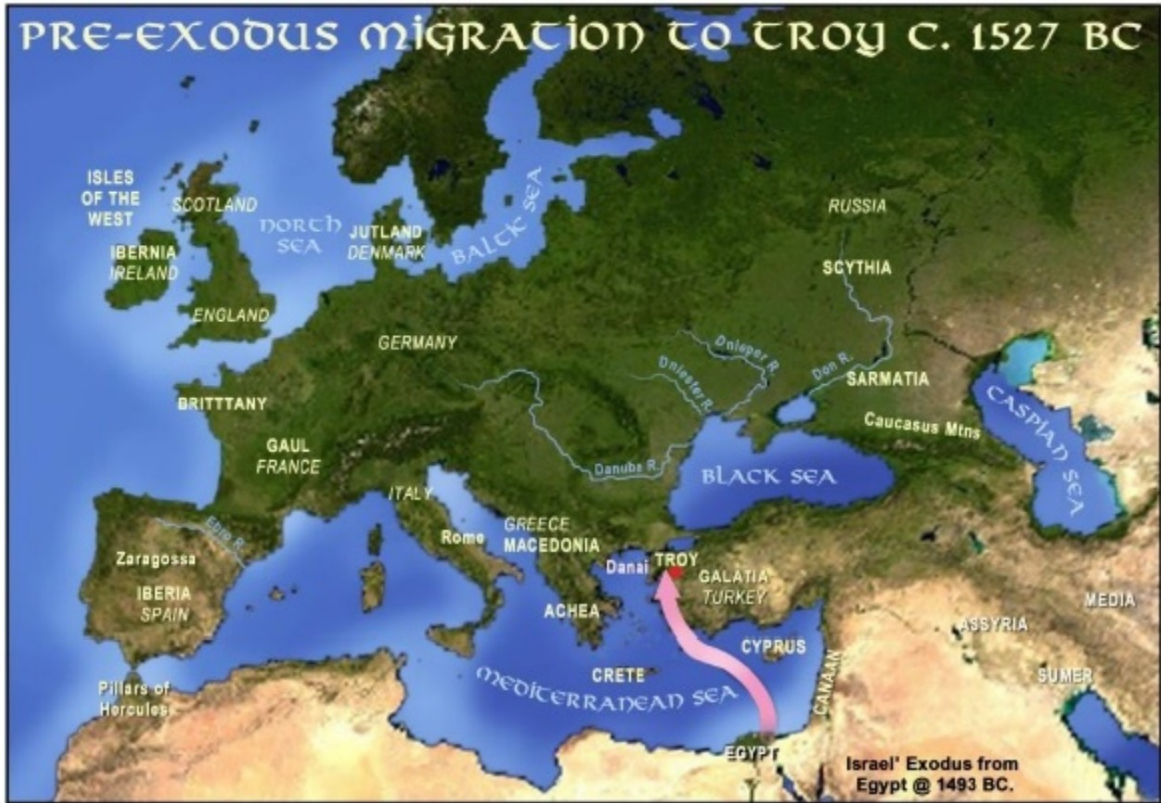 PRE-EXODUS MIGRATION TO TROY C. 1527 BC
ISLES
OF THE
WEST
SCOTLAND
NORTH
SEA
JUTLAND
DENMARK
BALTIC SEA
RUSSIA
IBERNIA
IRELAND
SCYTHIA
ENGLAND
GERMANY
Dnieper R.
Dniester R.
Don R.
SARMATIA
BRITTTANY
CASPIAN SEA
Caucasus Mtns
GAUL
FRANCE
Danube R.
BLACK SEA
ITALY
Ebro R.
Rome
GREECE
MACEDONIA
Zaragossa
Danai
TROY
GALATIA
TURKEY
IBERIA
SPAIN
ACHEA
MEDIA
ASSYRIA
CYPRUS
CRETE
CANAAN
SUMER
MEDITERRANEAN SEA
Pillars of
Hercules
EGYPT
Israel' Exodus from
Egypt @ 1493 BC.